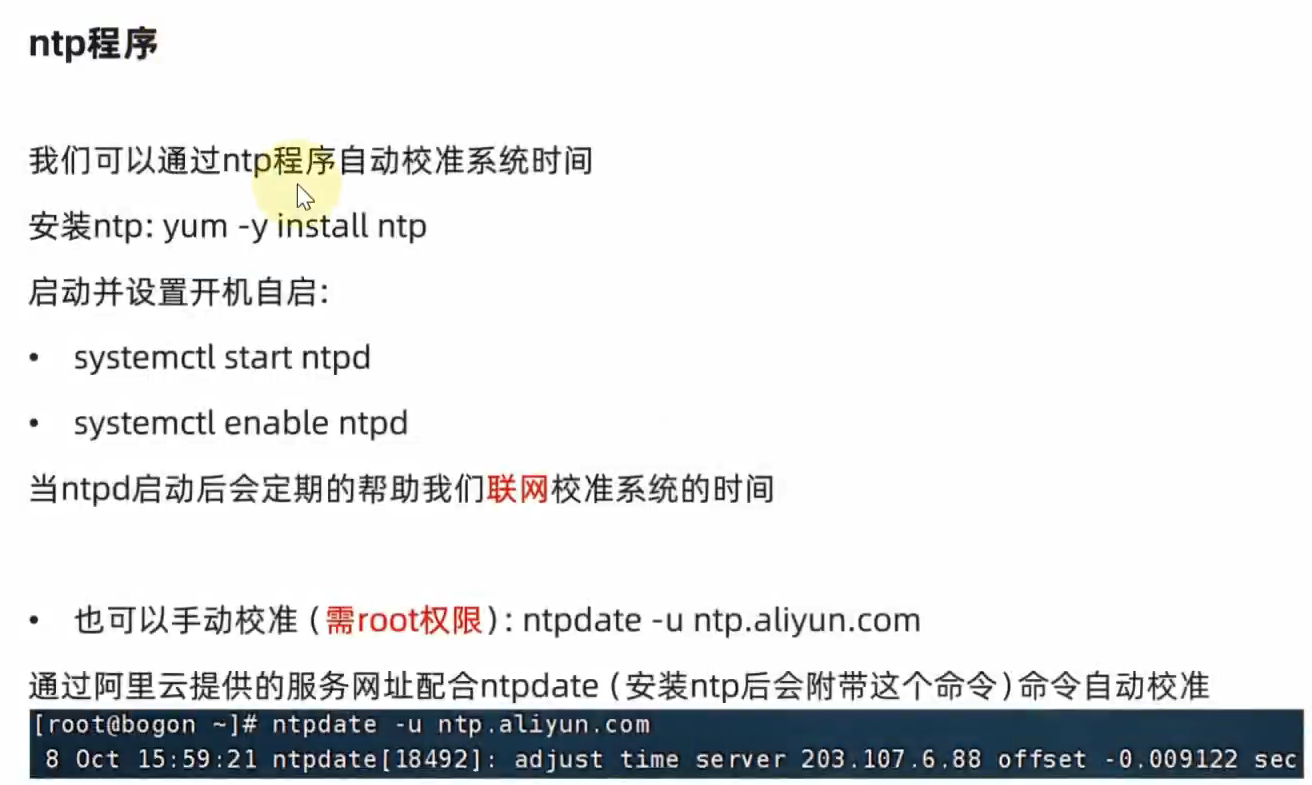 ntp程序
我们可以通过ntp程序自动校准系统时间
安装ntp: yum -y install ntp
启动并设置开机自启:
• systemctl start ntpd
• systemctl enable ntpd
当ntpd启动后会定期的帮助我们联网校准系统的时间
• 也可以手动校准（需root权限）: ntpdate -u ntp.aliyun.com
通过阿里云提供的服务网址配合ntpdate（安装ntp后会附带这个命令）命令自动校准
[root@bogon ~]# ntpdate -u ntp.aliyun.com
8 Oct 15:59:21 ntpdate[18492]: adjust time server 203.107.6.88 offset -0.009122 sec